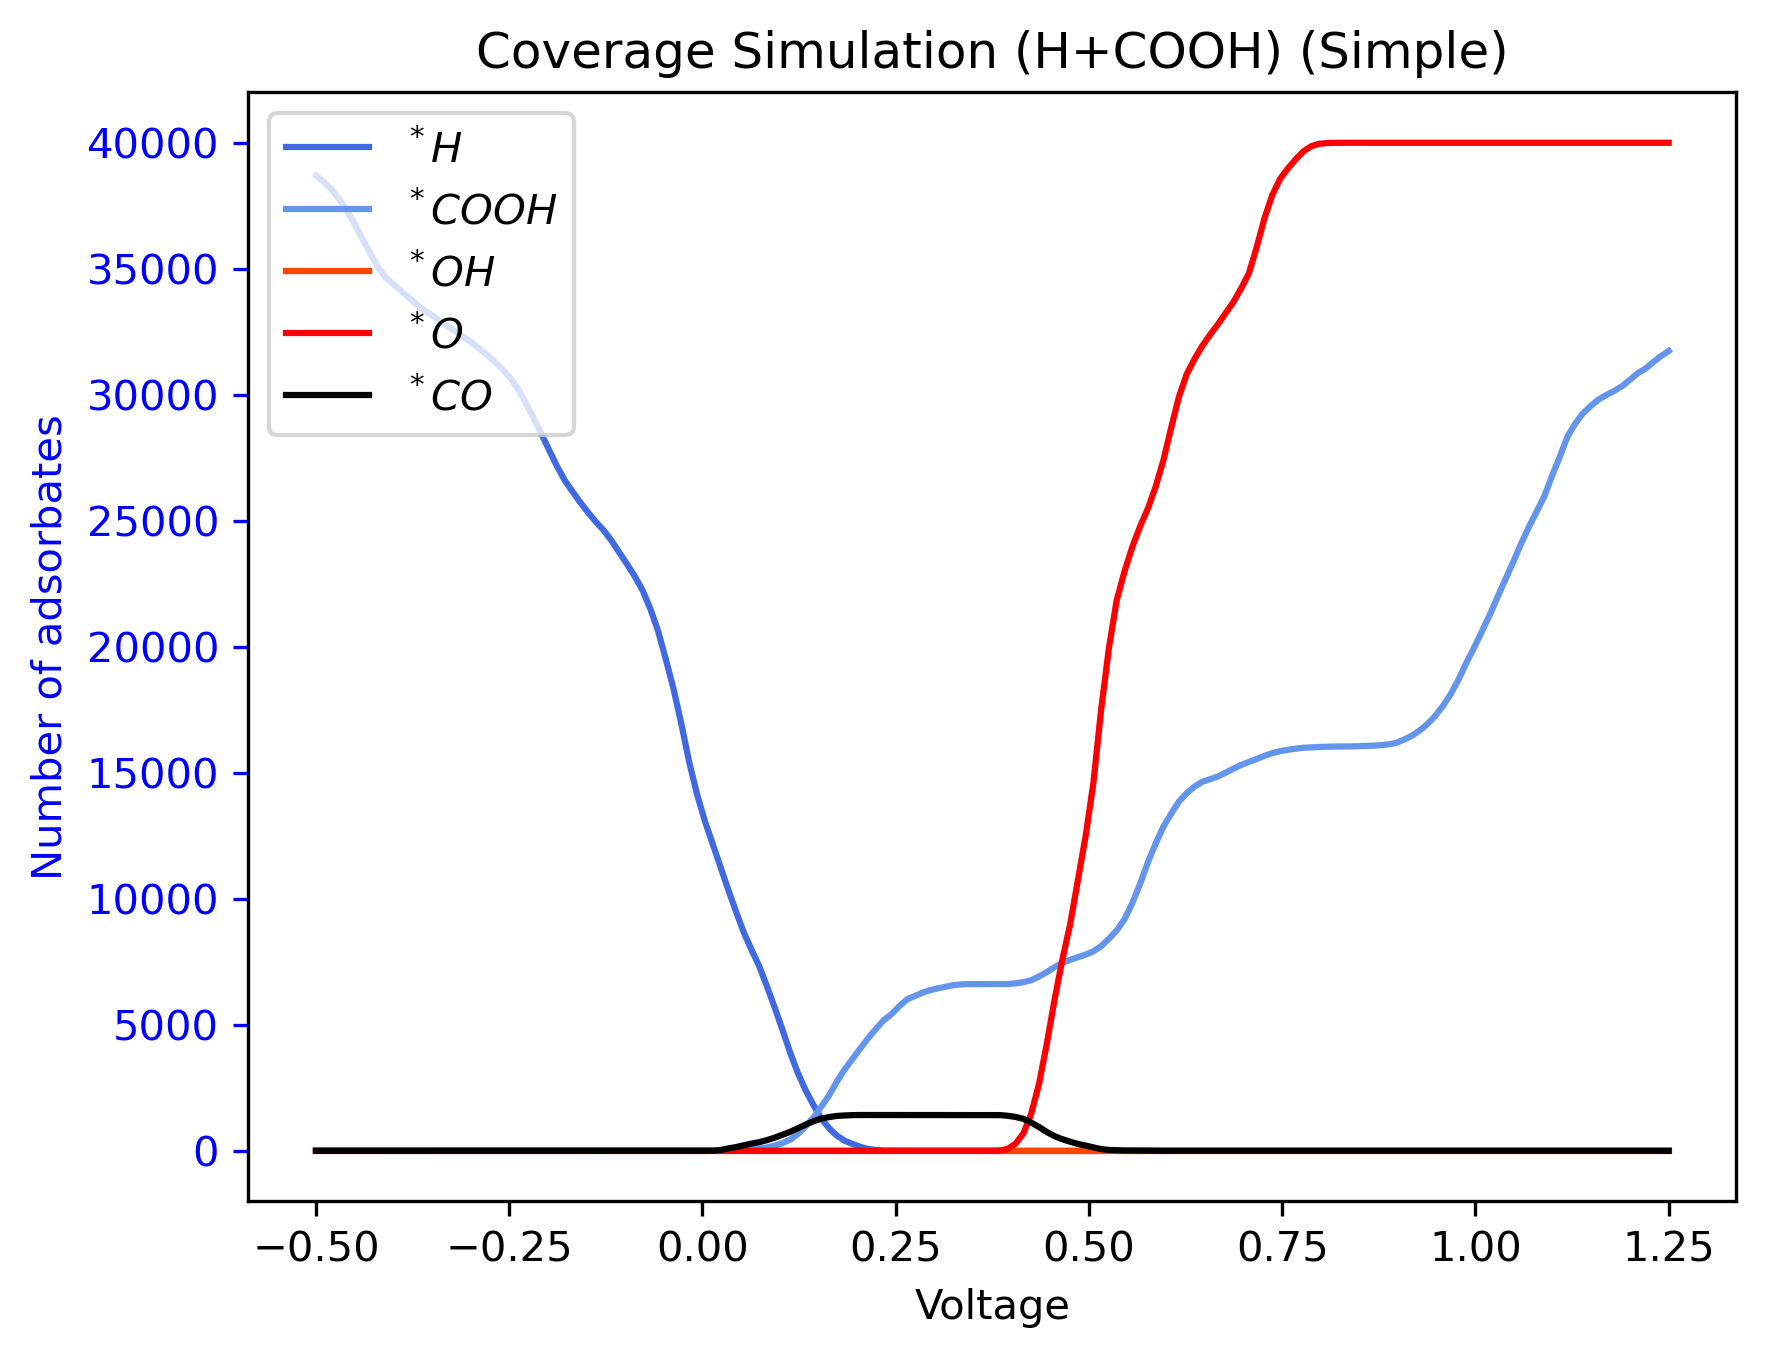 Coverage Simulation (H+COOH) (Simple)
*H
*COOH
*OH
*O
*CO
40000
35000
30000
25000
20000
15000
10000
5000
0
Number of adsorbates
−0.50 −0.25 0.00 0.25 0.50 0.75 1.00 1.25
Voltage